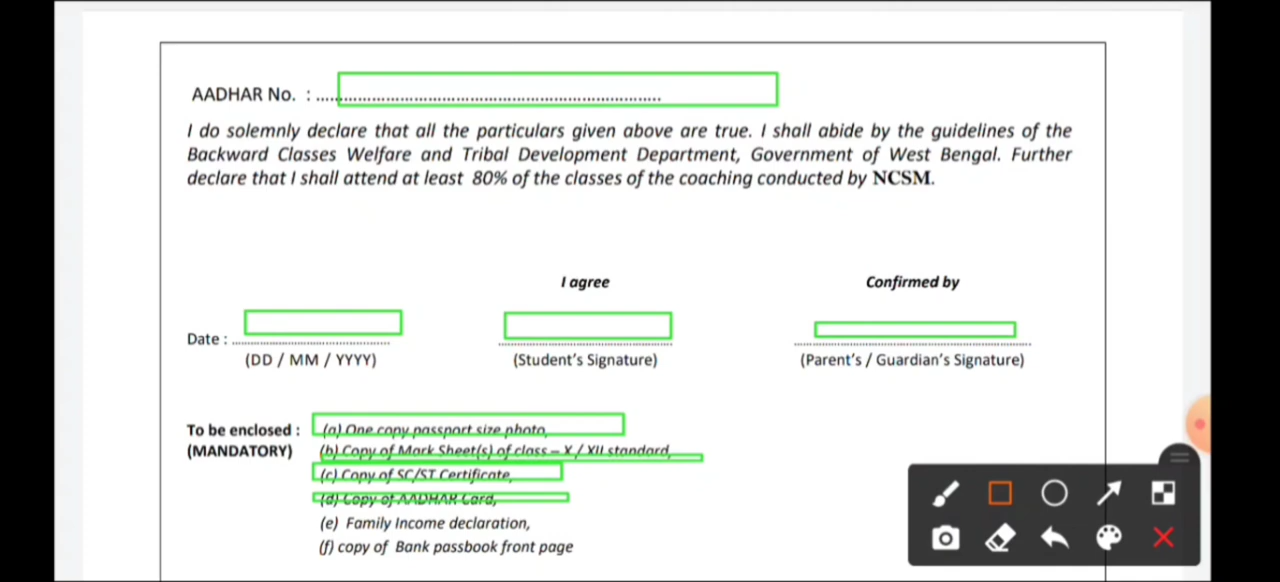 AADHAR No. : ........................................................................
I do solemnly declare that all the particulars given above are true. I shall abide by the guidelines of the
Backward Classes Welfare and Tribal Development Department, Government of West Bengal. Further
declare that I shall attend at least 80% of the classes of the coaching conducted by NCSM.
I agree Confirmed by
Date : ........................................
(DD / MM / YYYY) (Student's Signature) (Parent's / Guardian's Signature)
To be enclosed : (a) One copy passport size photo,
(MANDATORY) (b) Copy of Mark Sheet(s) of class – X / XII standard,
(c) Copy of SC/ST Certificate,
(d) Copy of AADHAR Card,
(e) Family Income declaration,
(f) copy of Bank passbook front page